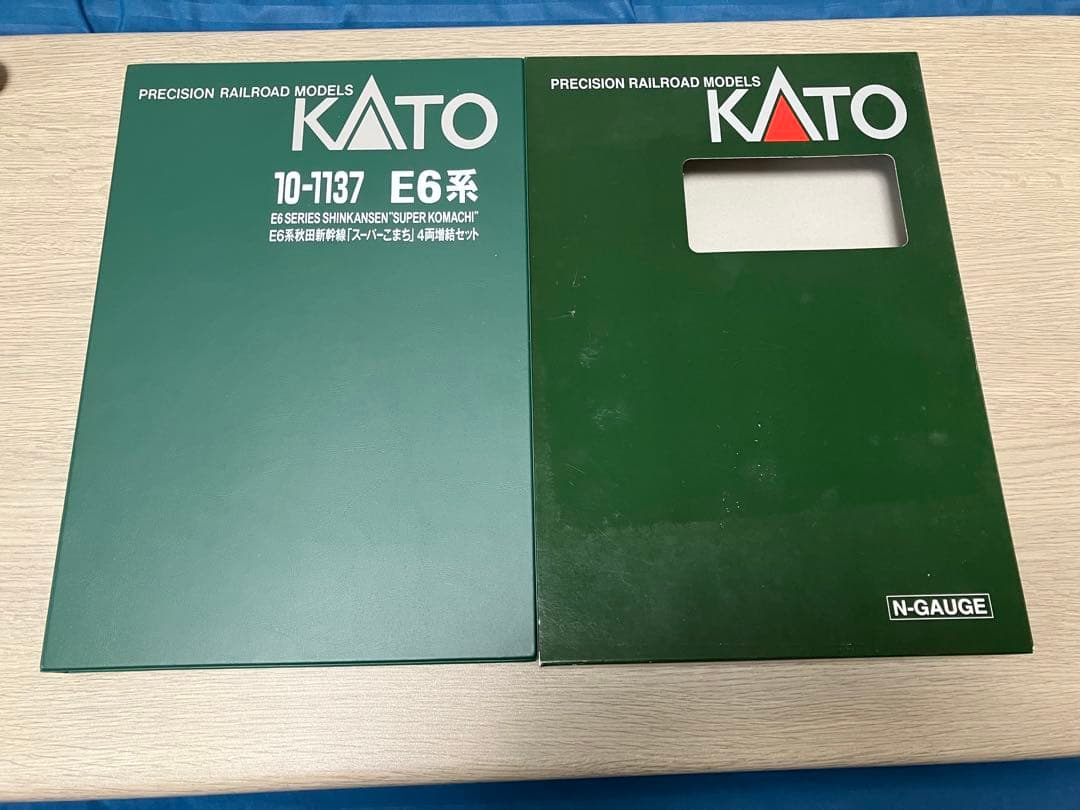 PRECISION RAILROAD MODELS
KATO
10-1137 E6系
E6 SERIES SHINKANSEN "SUPER KOMACHI"
E6系秋田新幹線「スーパーこまち」4両増結セット
PRECISION RAILROAD MODELS
KATO
N-GAUGE